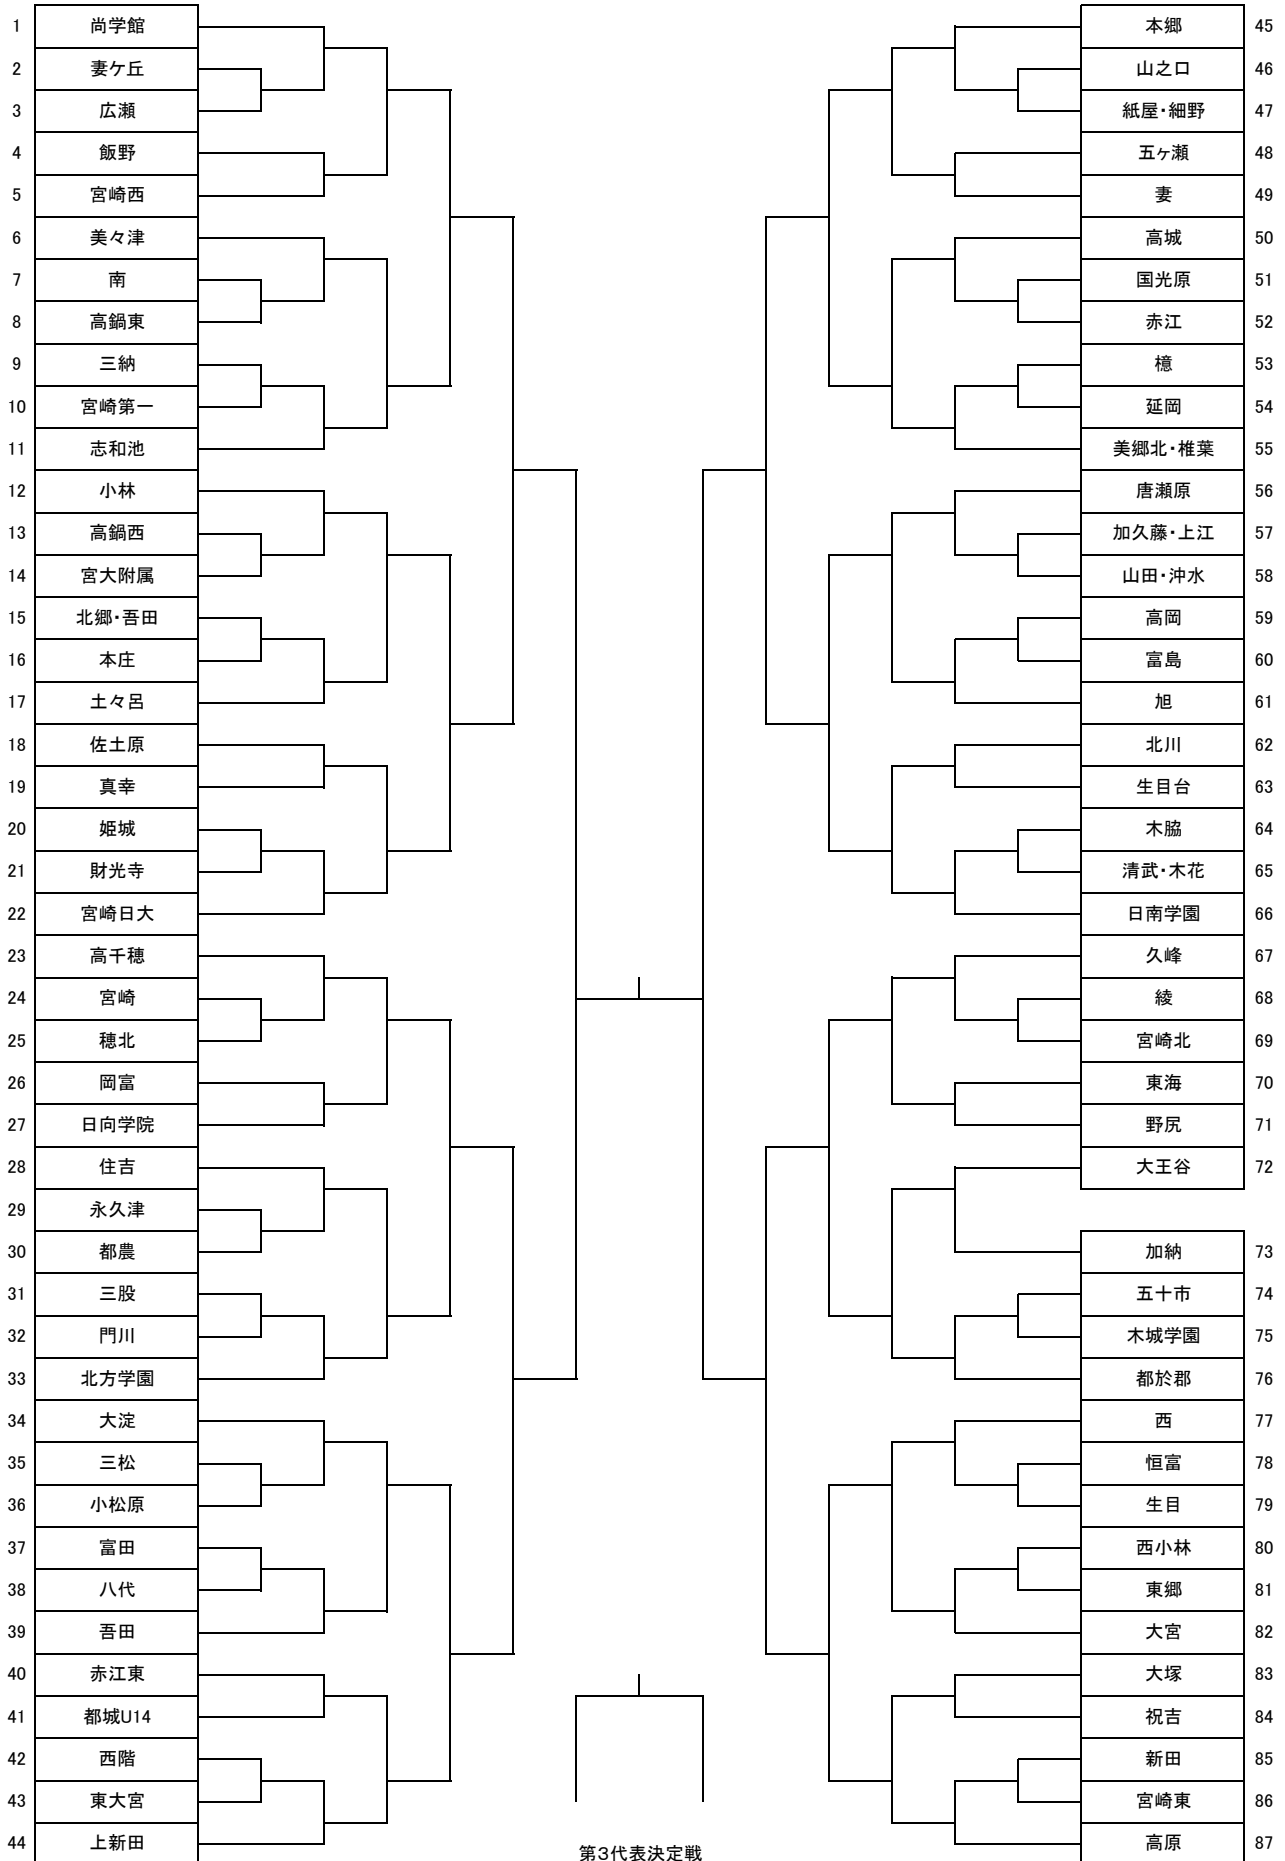 1 尚学館
2 妻ケ丘
3 広瀬
4 飯野
5 宮崎西
6 美々津
7 南
8 高鍋東
9 三納
10 宮崎第一
11 志和池
12 小林
13 高鍋西
14 宮大附属
15 北郷・吾田
16 本庄
17 土々呂
18 佐土原
19 真幸
20 姫城
21 財光寺
22 宮崎日大
23 高千穂
24 宮崎
25 穂北
26 岡富
27 日向学院
28 住吉
29 永久津
30 都農
31 三股
32 門川
33 北方学園
34 大淀
35 三松
36 小松原
37 富田
38 八代
39 吾田
40 赤江東
41 都城U14
42 西階
43 東大宮
44 上新田
本郷 45
山之口 46
紙屋・細野 47
五ヶ瀬 48
妻 49
高城 50
国光原 51
赤江 52
檍 53
延岡 54
美郷北・椎葉 55
唐瀬原 56
加久藤・上江 57
山田・沖水 58
高岡 59
富島 60
旭 61
北川 62
生目台 63
木脇 64
清武・木花 65
日南学園 66
久峰 67
綾 68
宮崎北 69
東海 70
野尻 71
大王谷 72
加納 73
五十市 74
木城学園 75
都於郡 76
西 77
恒富 78
生目 79
西小林 80
東郷 81
大宮 82
大塚 83
祝吉 84
新田 85
宮崎東 86
高原 87
第3代表決定戦